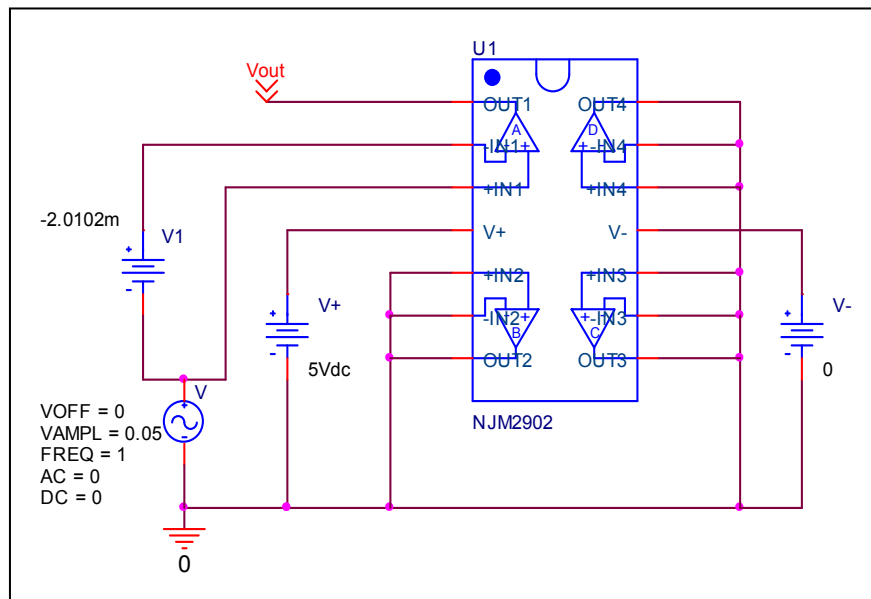 U1
Vout
OUT1
OUT4
A
D
-IN1
-IN4
+IN1
+IN4
-2.0102m
V1
V+
V-
+IN2
+IN3
V+
V-
-IN2
-IN3
B
C
5Vdc
OUT2
OUT3
0
V
VOFF = 0
VAMPL = 0.05
FREQ = 1
AC = 0
DC = 0
NJM2902
0